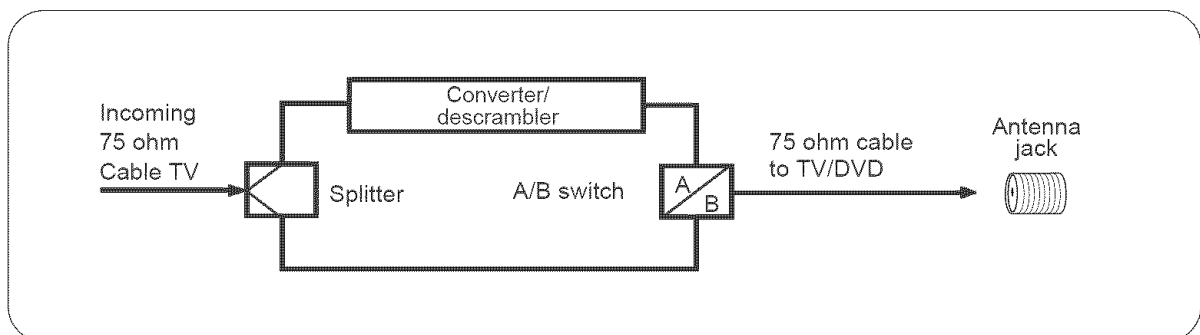 Incoming
75 ohm
Cable TV
Splitter
Converter/
descrambler
A/B switch
A
B
75 ohm cable
to TV/DVD
Antenna
jack